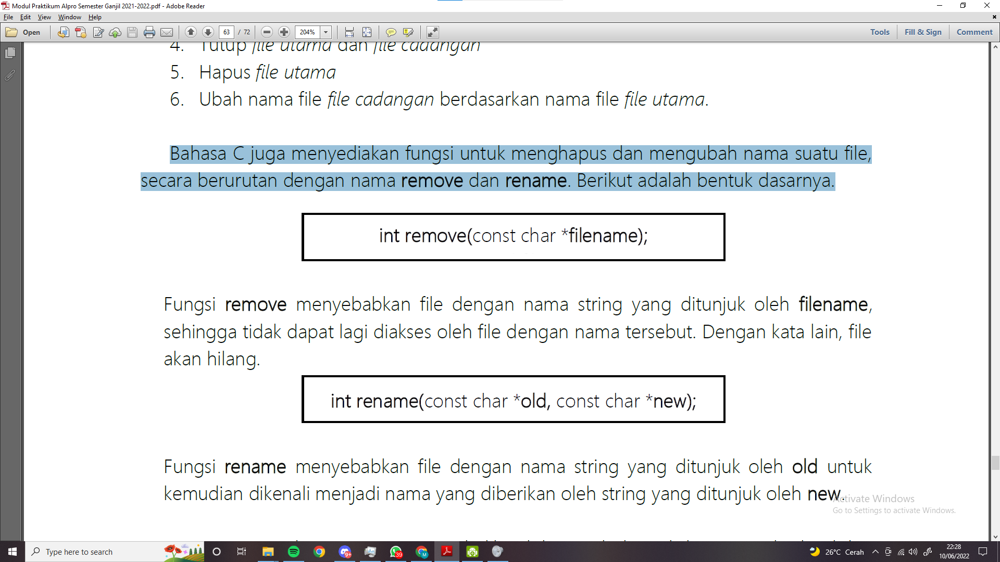 Modul Praktikum Alpro Semester Ganjil 2021-2022.pdf - Adobe Reader
File Edit View Window Help
Open 63 / 72 204% Tools Fill & Sign Comment
4. Tutup file utama dan file cadangan
5. Hapus file utama
6. Ubah nama file file cadangan berdasarkan nama file file utama.
Bahasa C juga menyediakan fungsi untuk menghapus dan mengubah nama suatu file,
secara berurutan dengan nama remove dan rename. Berikut adalah bentuk dasarnya.
int remove(const char *filename);
Fungsi remove menyebabkan file dengan nama string yang ditunjuk oleh filename,
sehingga tidak dapat lagi diakses oleh file dengan nama tersebut. Dengan kata lain, file
akan hilang.
int rename(const char *old, const char *new);
Fungsi rename menyebabkan file dengan nama string yang ditunjuk oleh old untuk
kemudian dikenali menjadi nama yang diberikan oleh string yang ditunjuk oleh new.
Activate Windows
Go to Settings to activate Windows.
Type here to search 9+ 39 M 26°C Cerah 22:28
10/06/2022